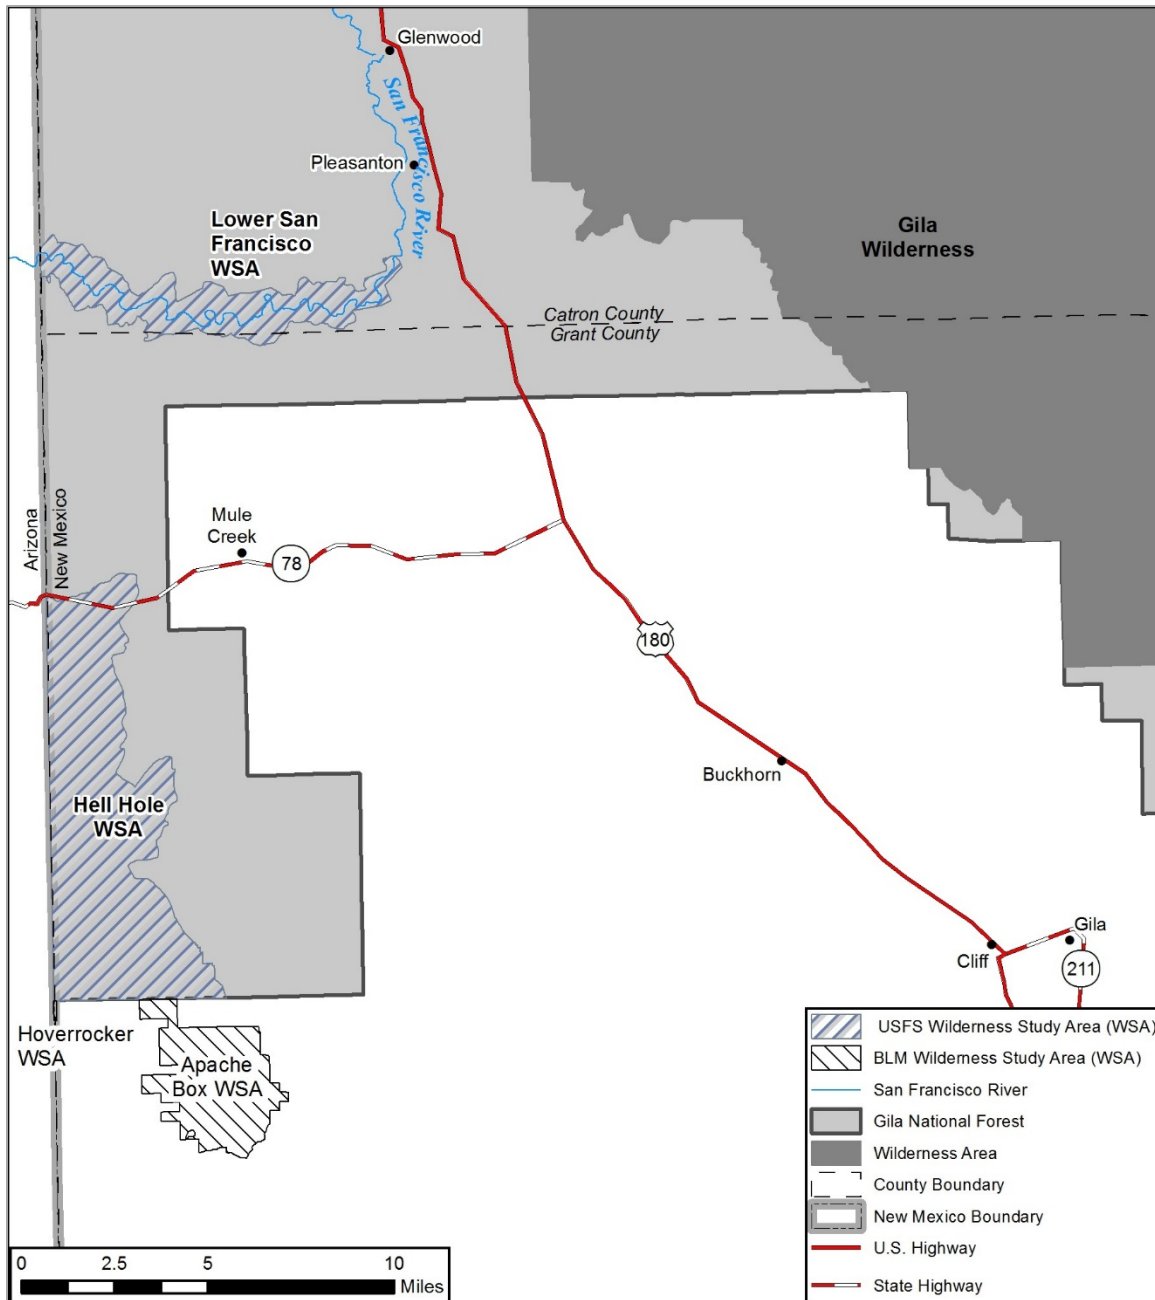 Glenwood
San Francisco River
Pleasanton
Lower San
Francisco
WSA
Gila
Wilderness
Catron County
Grant County
Arizona
New Mexico
Mule
Creek
78
180
Buckhorn
Hell Hole
WSA
Gila
Cliff
211
Hoverrocker
WSA
Apache
Box WSA
USFS Wilderness Study Area (WSA)
BLM Wilderness Study Area (WSA)
San Francisco River
Gila National Forest
Wilderness Area
County Boundary
New Mexico Boundary
U.S. Highway
State Highway
0 2.5 5 10
Miles